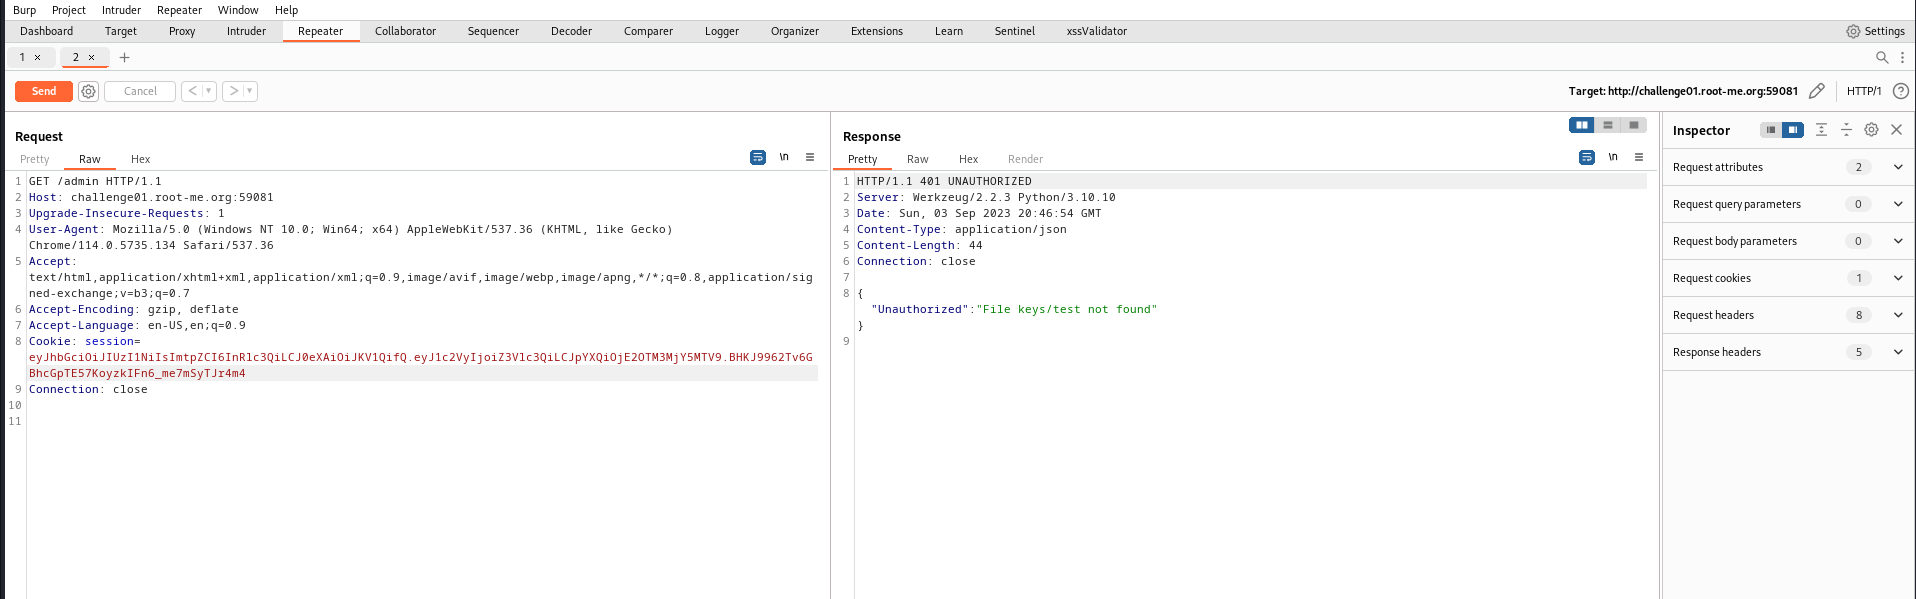 Burp Project Intruder Repeater Window Help
Dashboard Target Proxy Intruder Repeater Collaborator Sequencer Decoder Comparer Logger Organizer Extensions Learn Sentinel xssValidator Settings
1 × 2 × +
Send Cancel < > Target: http://challenge01.root-me.org:59081 HTTP/1 ?
Request
Pretty Raw Hex \n
1 GET /admin HTTP/1.1
2 Host: challenge01.root-me.org:59081
3 Upgrade-Insecure-Requests: 1
4 User-Agent: Mozilla/5.0 (Windows NT 10.0; Win64; x64) AppleWebKit/537.36 (KHTML, like Gecko)
Chrome/114.0.5735.134 Safari/537.36
5 Accept:
text/html,application/xhtml+xml,application/xml;q=0.9,image/avif,image/webp,image/apng,*/*;q=0.8,application/sig
ned-exchange;v=b3;q=0.7
6 Accept-Encoding: gzip, deflate
7 Accept-Language: en-US,en;q=0.9
8 Cookie: session=
eyJhbGciOiJIUzI1NiIsImtpZCI6InRlc3QiLCJ0eXAiOiJKV1QifQ.eyJ1c2VyIjoiZ3Vlc3QiLCJpYXQiOjE2OTM3MjY5MTV9.BHKJ9962Tv6G
BhcGpTE57KoyzkIFn6_me7mSyTJr4m4
9 Connection: close
10
11
Response
Pretty Raw Hex Render \n
1 HTTP/1.1 401 UNAUTHORIZED
2 Server: Werkzeug/2.2.3 Python/3.10.10
3 Date: Sun, 03 Sep 2023 20:46:54 GMT
4 Content-Type: application/json
5 Content-Length: 44
6 Connection: close
7
8 {
"Unauthorized":"File keys/test not found"
}
9
Inspector
Request attributes 2
Request query parameters 0
Request body parameters 0
Request cookies 1
Request headers 8
Response headers 5